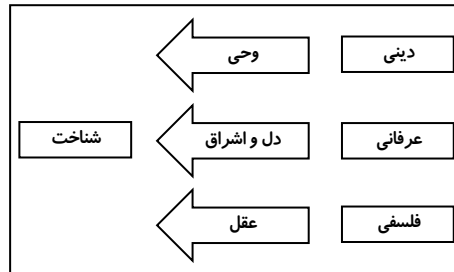 دینی
وحی
عرفانی
دل و اشراق
شناخت
فلسفی
عقل